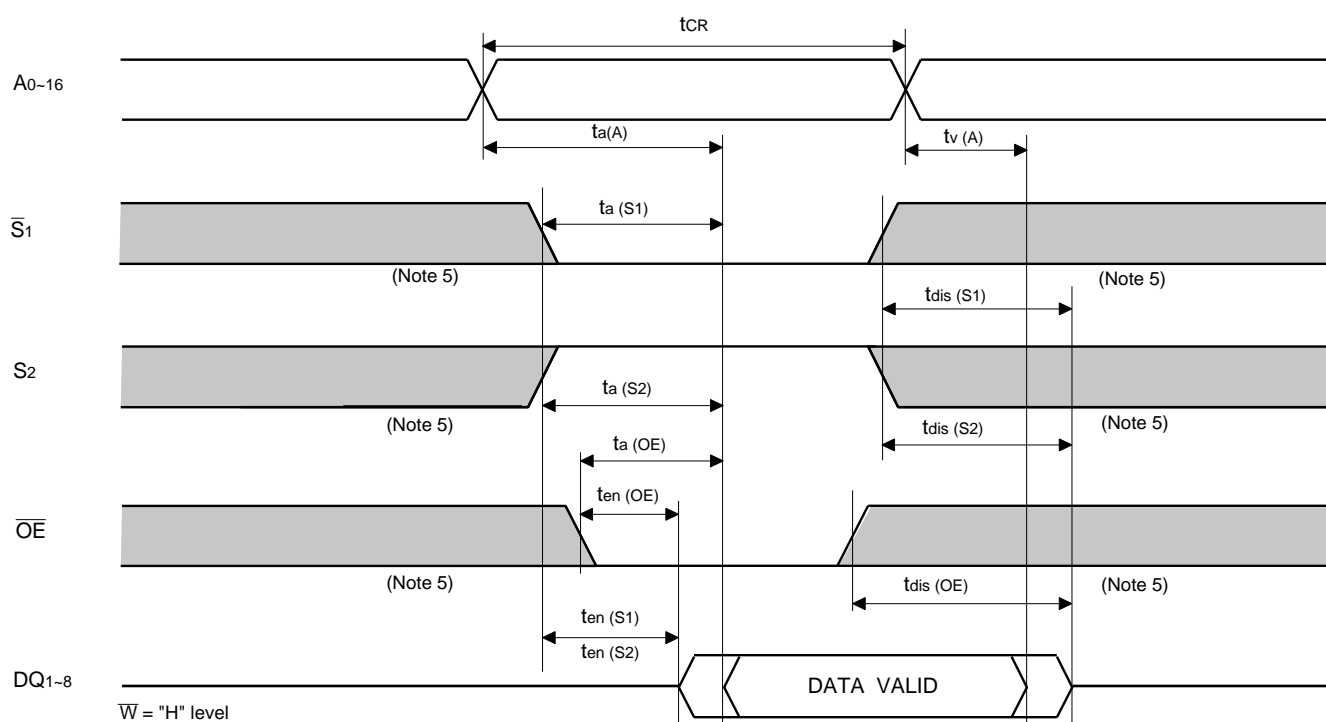 tCR
A0~16
ta(A)
tv (A)
S̅1
ta (S1)
(Note 5)
(Note 5)
tdis (S1)
S2
ta (S2)
(Note 5)
(Note 5)
tdis (S2)
ta (OE)
ten (OE)
O̅E̅
(Note 5)
(Note 5)
tdis (OE)
ten (S1)
ten (S2)
DQ1~8
DATA VALID
W̅ = "H" level